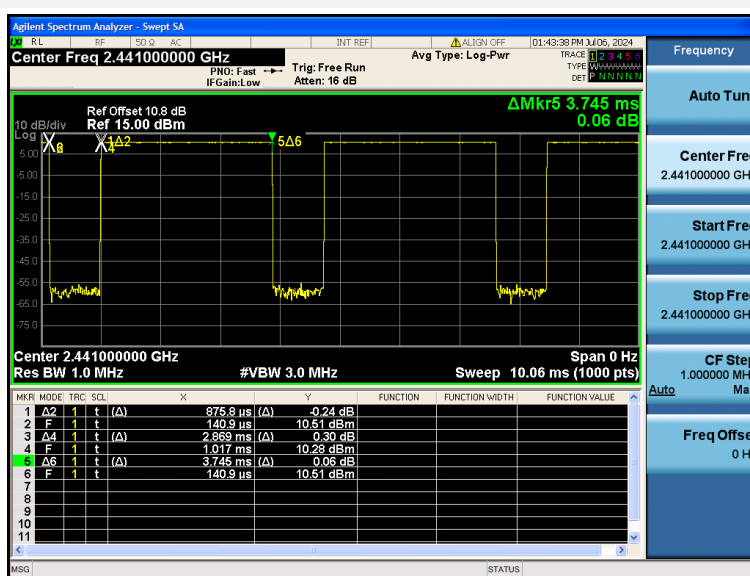 Agilent Spectrum Analyzer - Swept SA
RL RF 50 Ω AC INT REF ALIGN OFF 01:43:38 PM Jul 06, 2024
Center Freq 2.441000000 GHz
PNO: Fast Trig: Free Run Avg Type: Log-Pwr TRACE 1 2 3 4 5 6
IFGain:Low Atten: 16 dB TYPE
DET P N N N N N
Frequency
Auto Tun
Center Fre
2.441000000 GH
Start Fre
2.441000000 GH
Stop Fre
2.441000000 GH
CF Step
1.000000 MH
Auto Ma
Freq Offse
0 H
ΔMkr5 3.745 ms
0.06 dB
Ref Offset 10.8 dB
10 dB/div Ref 15.00 dBm
Log
1Δ2
5Δ6
4
5.00
-5.00
-15.0
-25.0
-35.0
-45.0
-55.0
-65.0
-75.0
Center 2.441000000 GHz Span 0 Hz
Res BW 1.0 MHz #VBW 3.0 MHz Sweep 10.06 ms (1000 pts)
MKR MODE TRC SCL X Y FUNCTION FUNCTION WIDTH FUNCTION VALUE
1 Δ2 1 t (Δ) 875.8 µs (Δ) -0.24 dB
2 F 1 t 140.9 µs 10.51 dBm
3 Δ4 1 t (Δ) 2.869 ms (Δ) 0.30 dB
4 F 1 t 1.017 ms 10.28 dBm
5 Δ6 1 t (Δ) 3.745 ms (Δ) 0.06 dB
6 F 1 t 140.9 µs 10.51 dBm
7
8
9
10
11
MSG STATUS